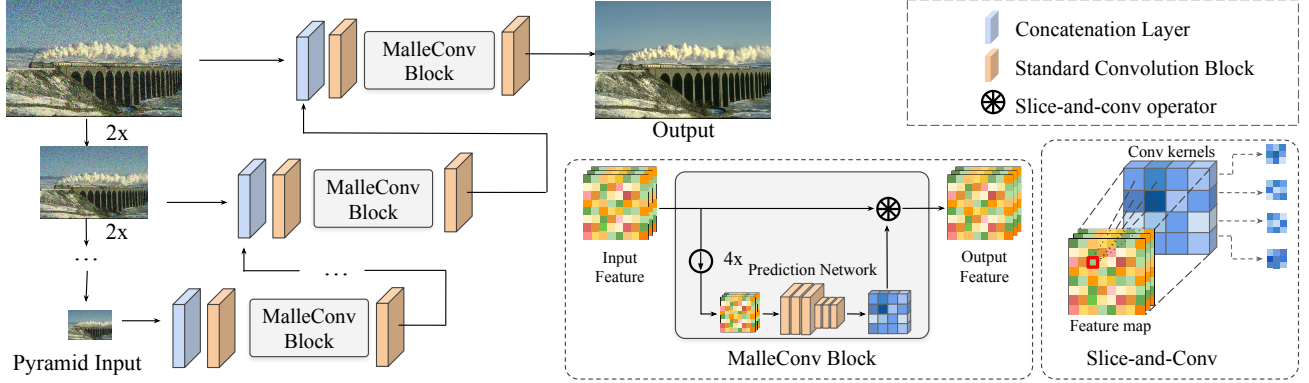 2x
2x
...
Pyramid Input
MalleConv
Block
Output
MalleConv
Block
...
MalleConv
Block
Concatenation Layer
Standard Convolution Block
Slice-and-conv operator
Input
Feature
4x
Prediction Network
Output
Feature
MalleConv Block
Conv kernels
Feature map
Slice-and-Conv